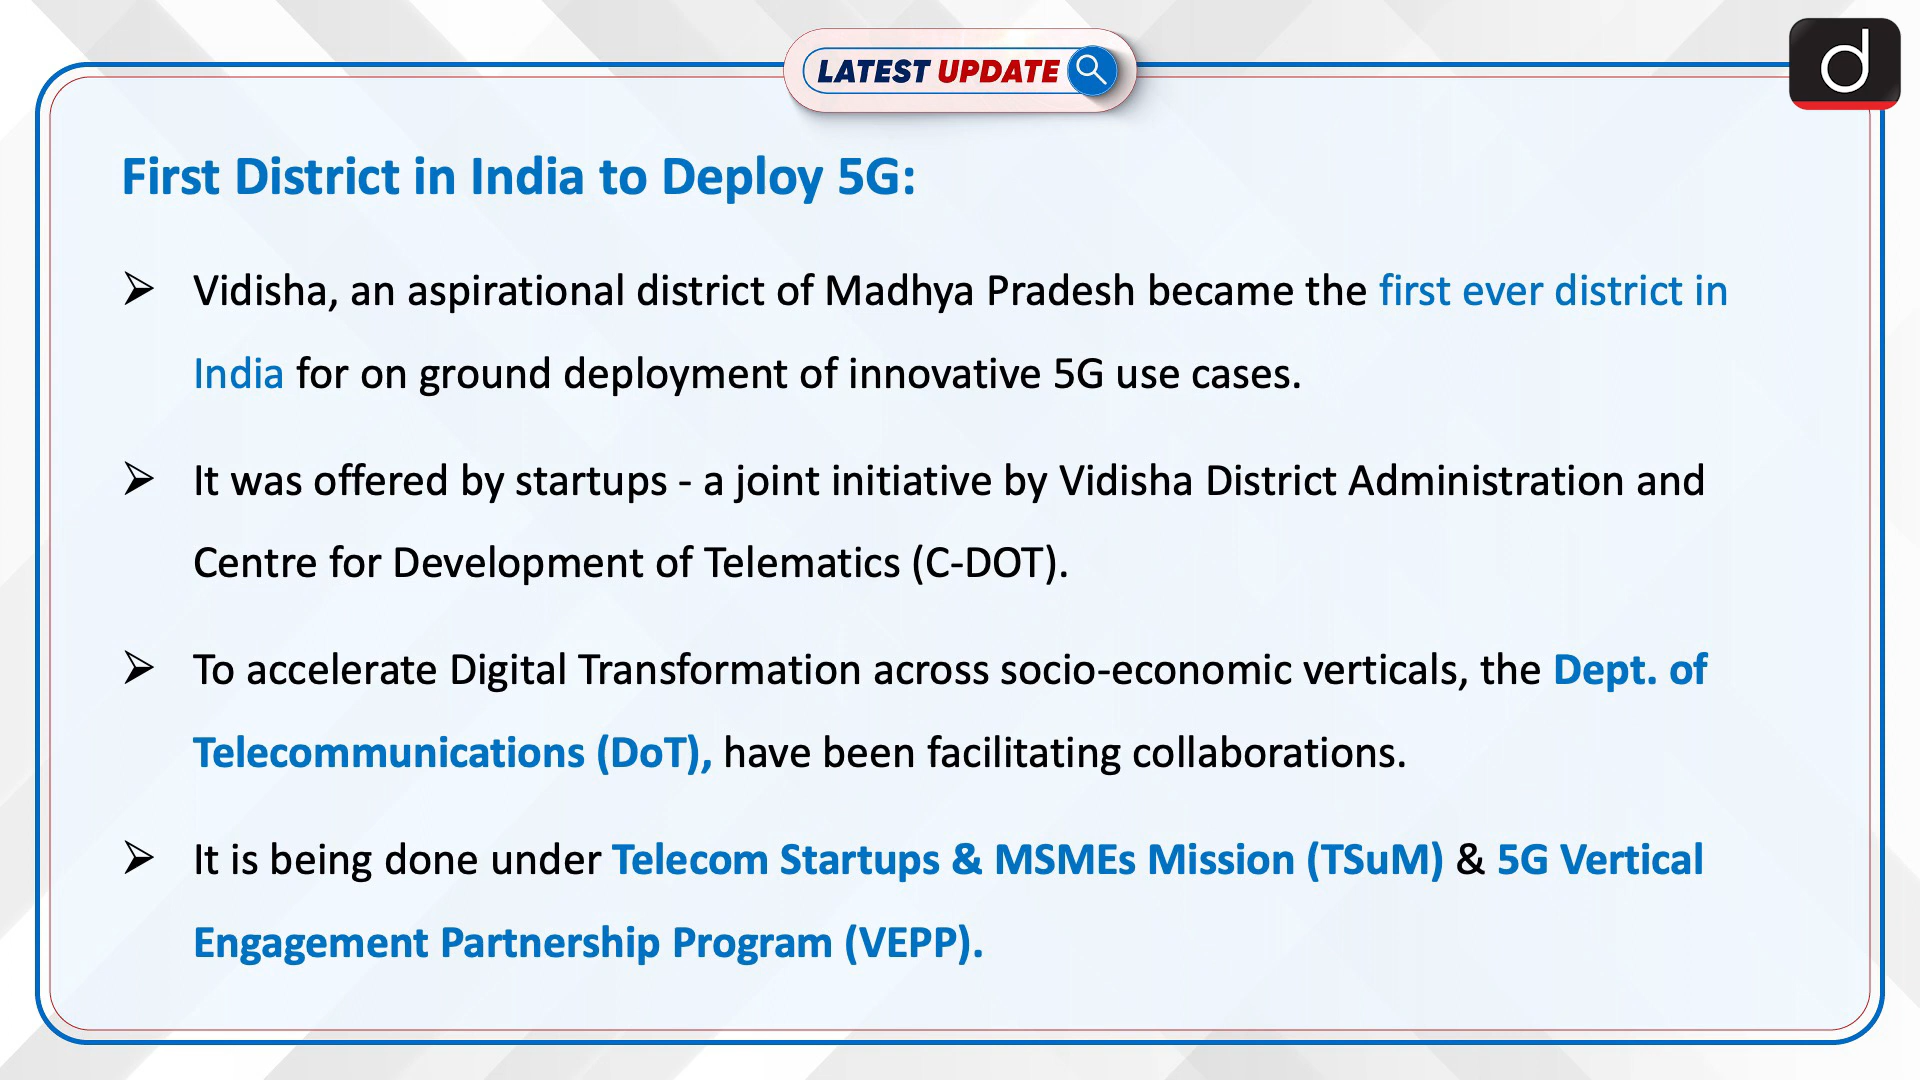 LATEST UPDATE
d
First District in India to Deploy 5G:
➢ Vidisha, an aspirational district of Madhya Pradesh became the first ever district in
India for on ground deployment of innovative 5G use cases.
➢ It was offered by startups - a joint initiative by Vidisha District Administration and
Centre for Development of Telematics (C-DOT).
➢ To accelerate Digital Transformation across socio-economic verticals, the Dept. of
Telecommunications (DoT), have been facilitating collaborations.
➢ It is being done under Telecom Startups & MSMEs Mission (TSuM) & 5G Vertical
Engagement Partnership Program (VEPP).